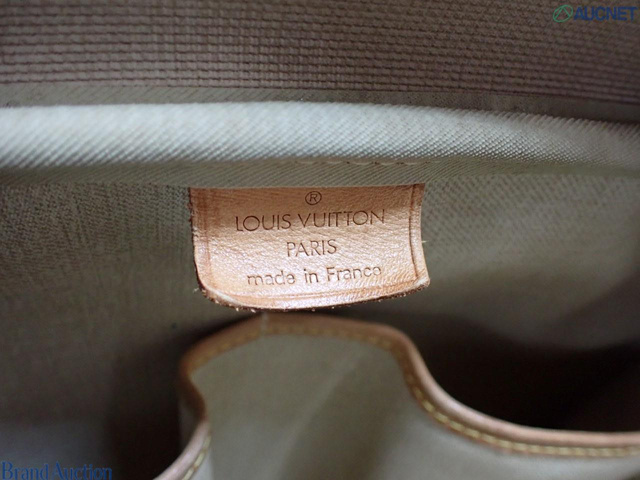 AUCNET
®
LOUIS VUITTON
PARIS
made in France
Brand Auction